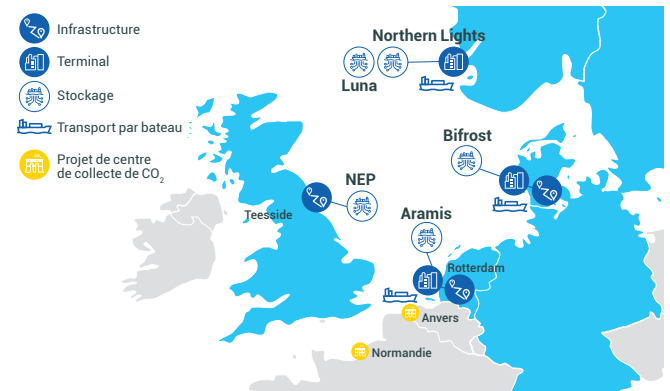 Infrastructure
Terminal
Stockage
Transport par bateau
Projet de centre
de collecte de CO₂
Northern Lights
Luna
Bifrost
NEP
Teesside
Aramis
Rotterdam
Anvers
Normandie